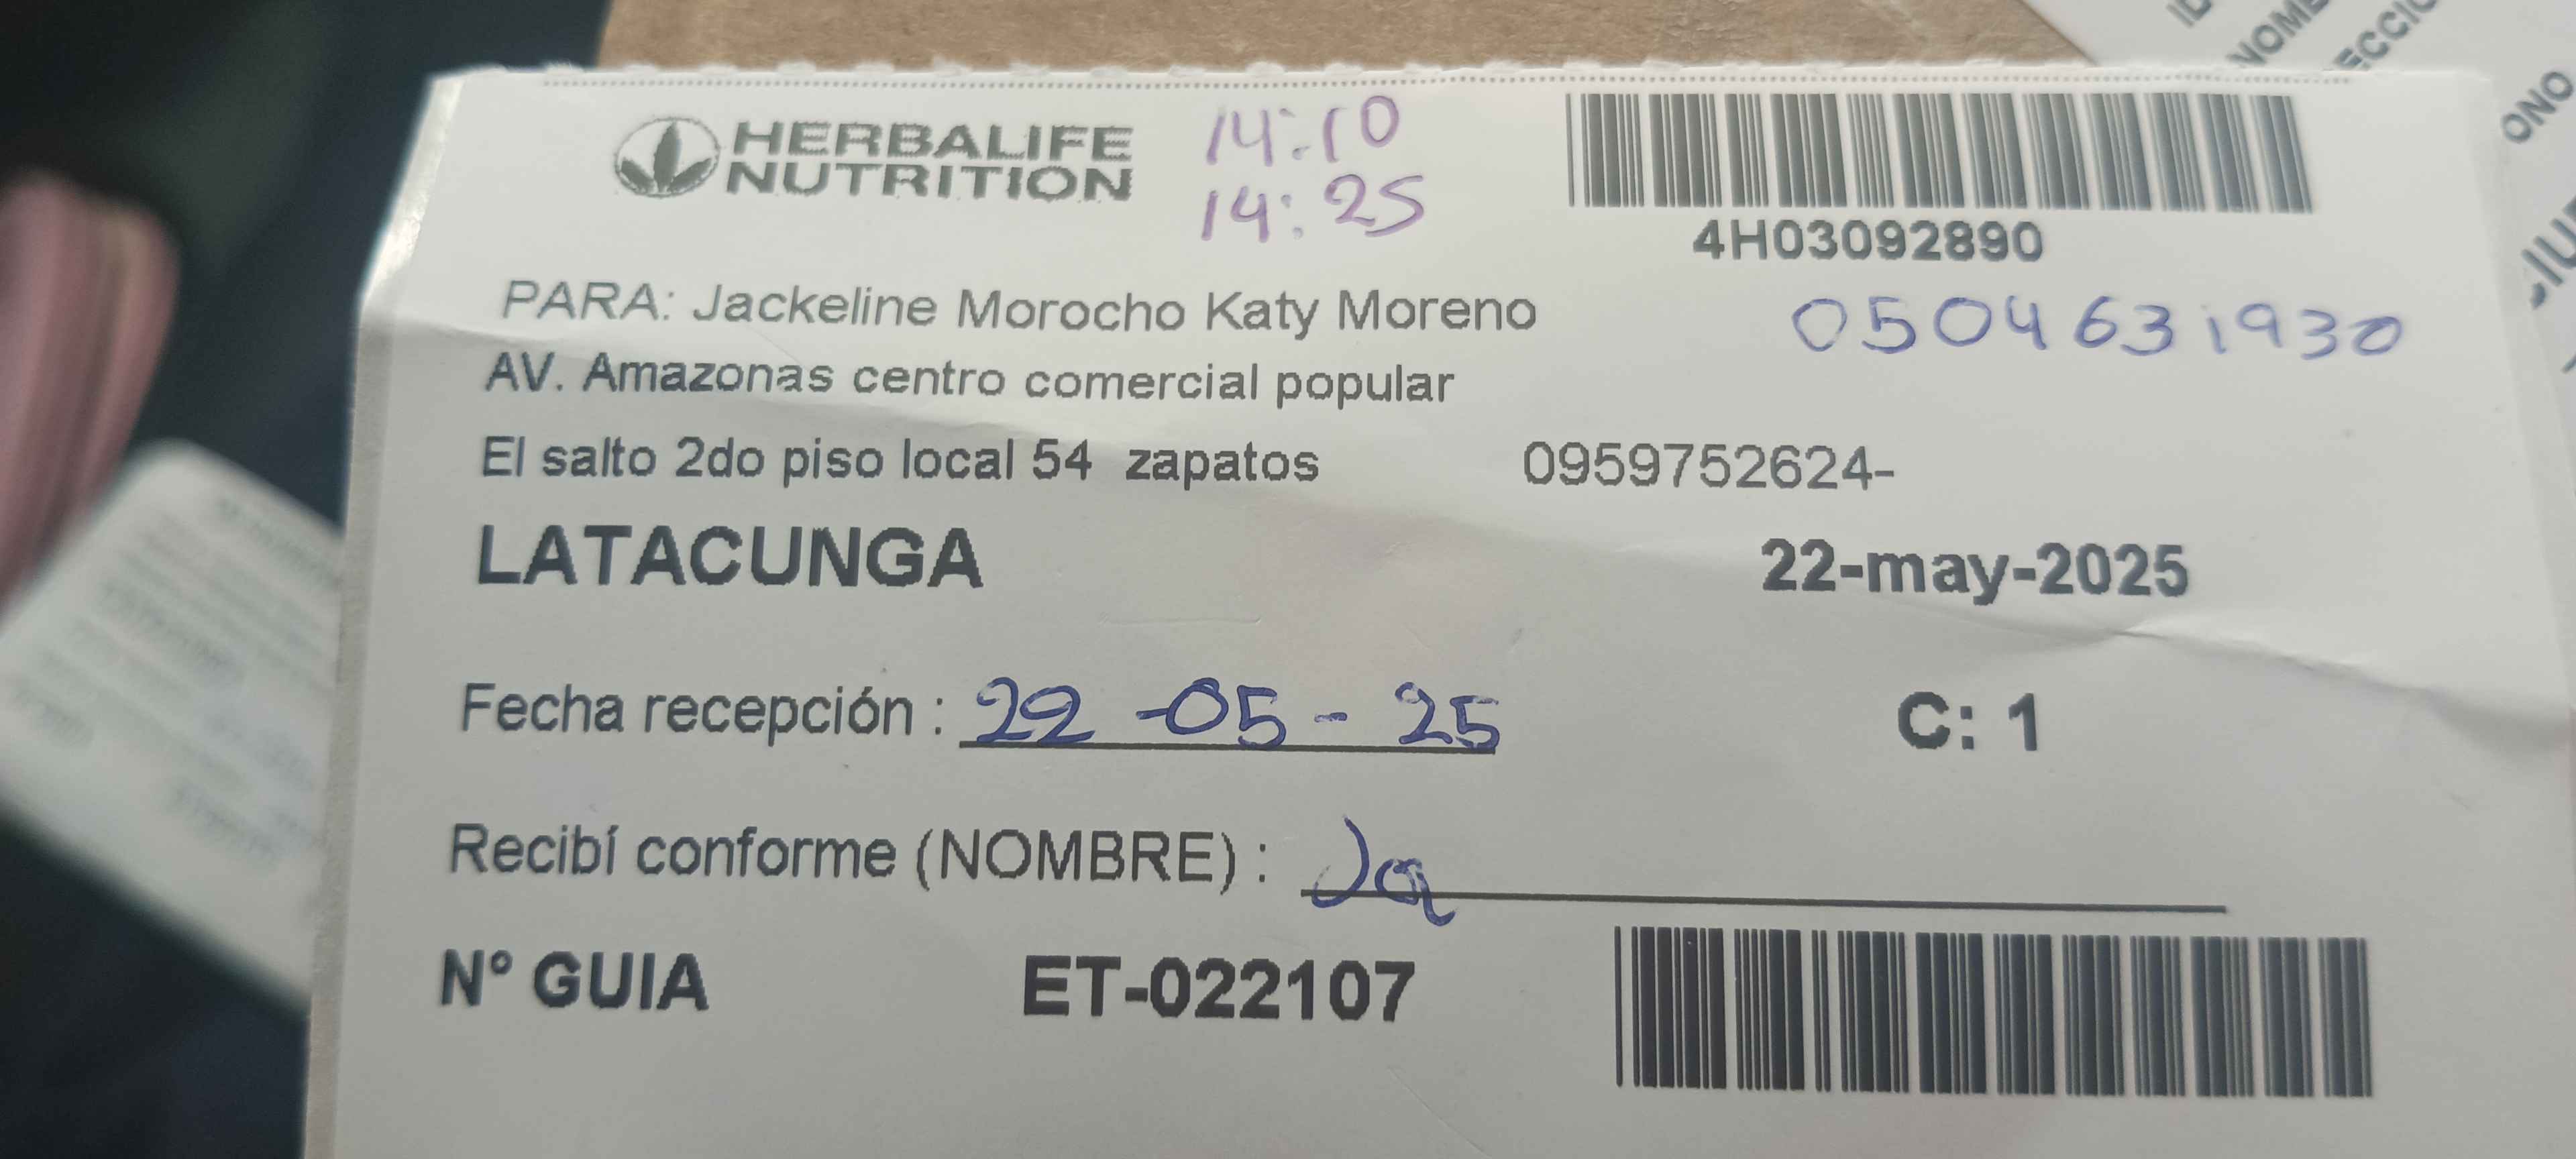 HERBALIFE
NUTRITION
14:10
14:25
4H03092890
PARA: Jackeline Morocho Katy Moreno
0504631930
AV. Amazonas centro comercial popular
El salto 2do piso local 54 zapatos 0959752624-
LATACUNGA 22-may-2025
Fecha recepción : 22-05-25 C: 1
Recibí conforme (NOMBRE) :
N° GUIA ET-022107
ONO